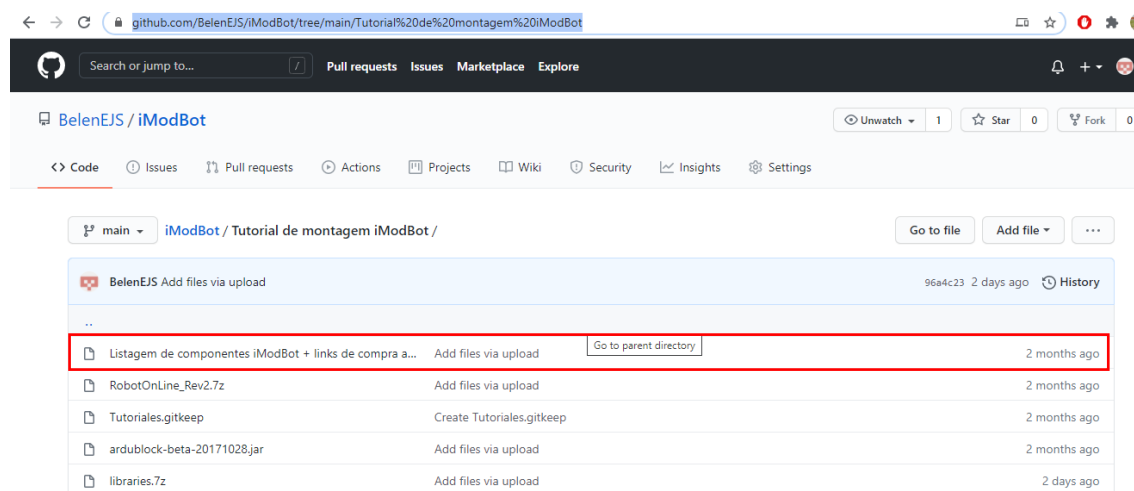 github.com/BelenEJS/iModBot/tree/main/Tutorial%20de%20montagem%20iModBot
Search or jump to... / Pull requests Issues Marketplace Explore
BelenEJS / iModBot Unwatch 1 Star 0 Fork 0
Code Issues Pull requests Actions Projects Wiki Security Insights Settings
main iModBot / Tutorial de montagem iModBot / Go to file Add file ...
BelenEJS Add files via upload 96a4c23 2 days ago History
..
Listagem de componentes iModBot + links de compra a... Add files via upload Go to parent directory 2 months ago
RobotOnLine_Rev2.7z Add files via upload 2 months ago
Tutoriales.gitkeep Create Tutoriales.gitkeep 2 months ago
ardublock-beta-20171028.jar Add files via upload 2 months ago
libraries.7z Add files via upload 2 days ago